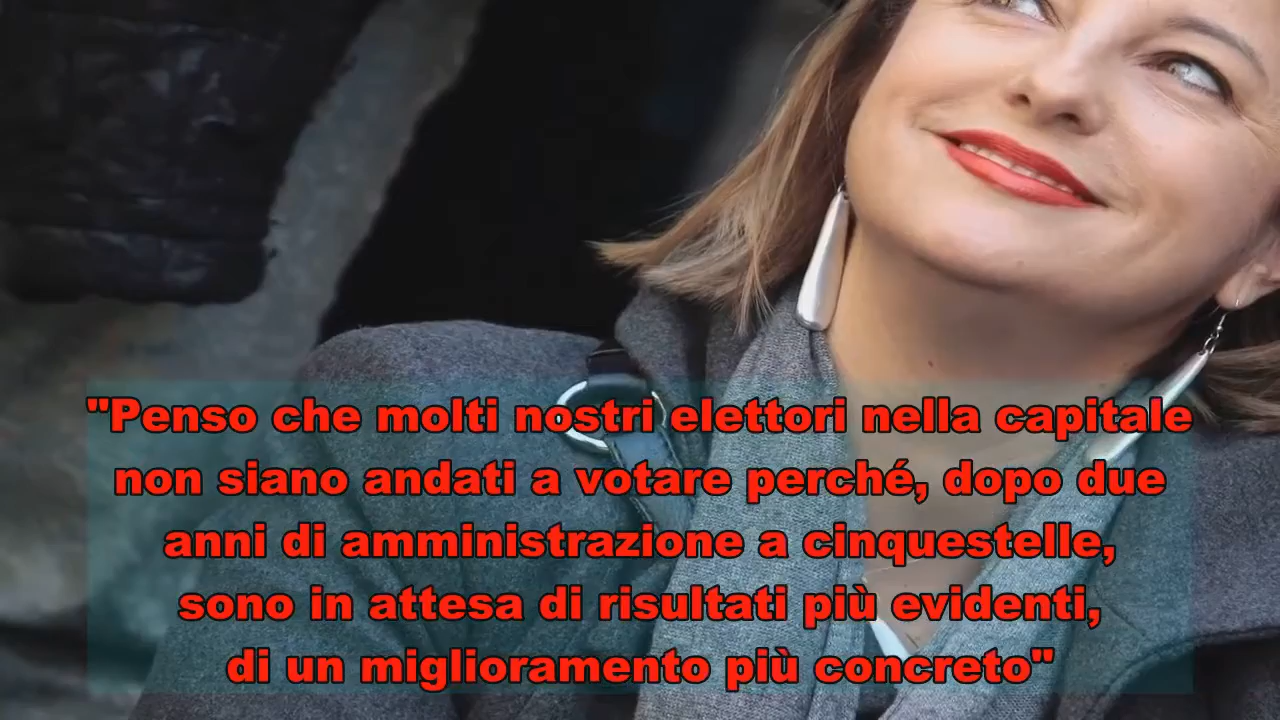 "Penso che molti nostri elettori nella capitale
non siano andati a votare perché, dopo due
anni di amministrazione a cinquestelle,
sono in attesa di risultati più evidenti,
di un miglioramento più concreto"